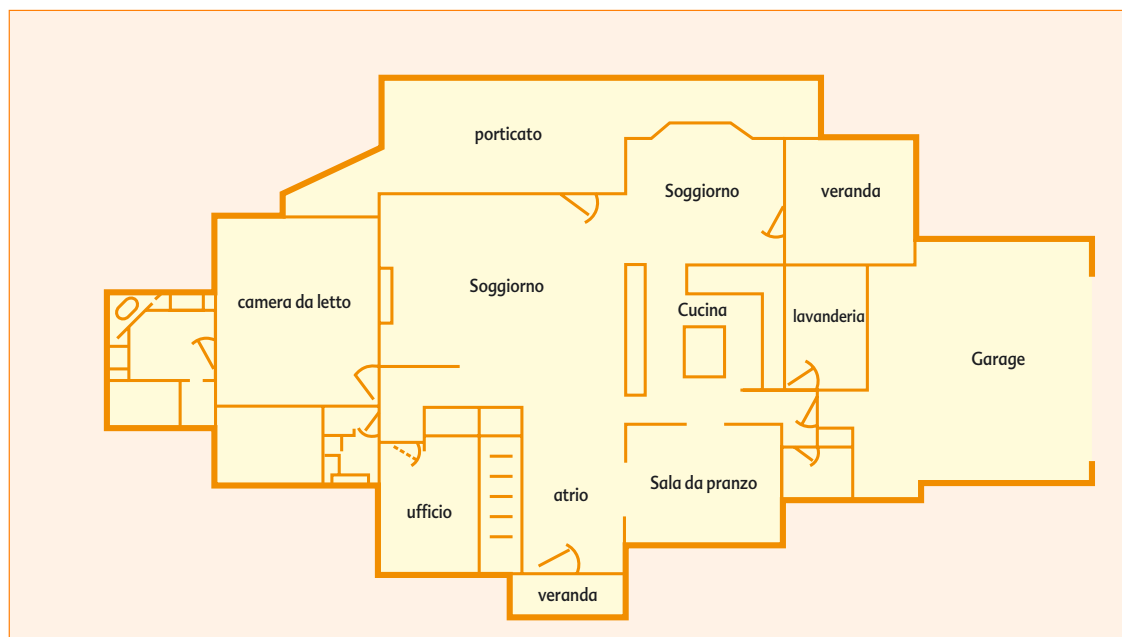 porticato
Soggiorno
veranda
Soggiorno
camera da letto
Cucina
lavanderia
Garage
Sala da pranzo
atrio
ufficio
veranda